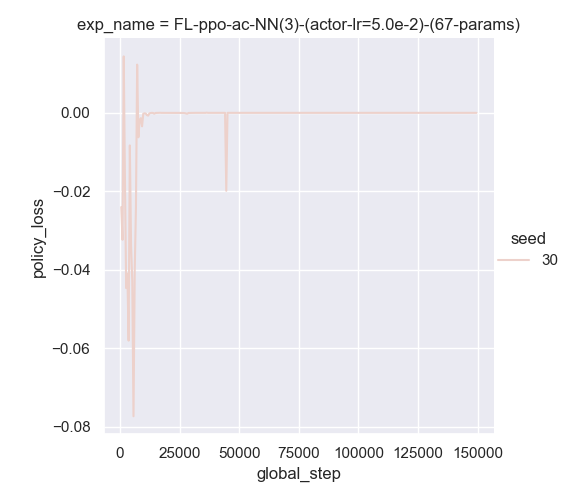 exp_name = FL-ppo-ac-NN(3)-(actor-lr=5.0e-2)-(67-params)
0.00
−0.02
−0.04
−0.06
−0.08
policy_loss
0 25000 50000 75000 100000 125000 150000
global_step
seed
30